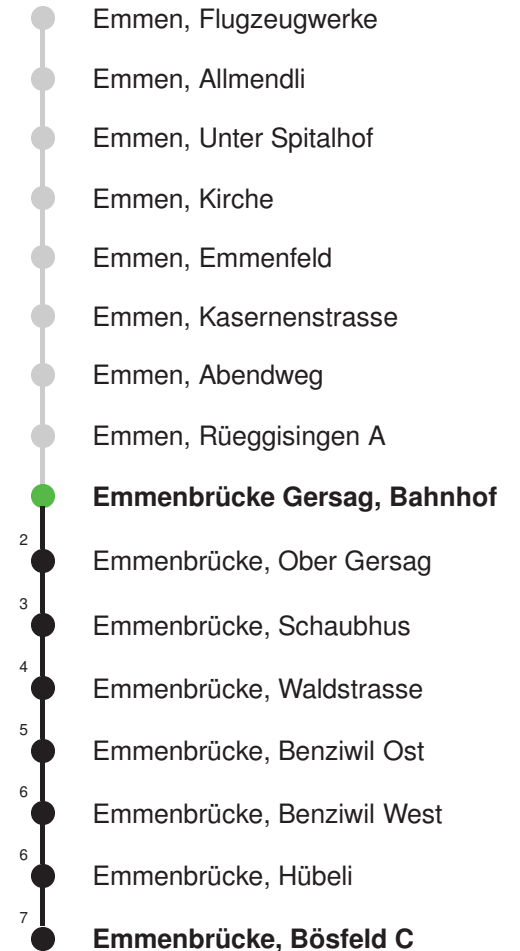 Emmen, Flugzeugwerke
Emmen, Allmendli
Emmen, Unter Spitalhof
Emmen, Kirche
Emmen, Emmenfeld
Emmen, Kasernenstrasse
Emmen, Abendweg
Emmen, Rüeggisingen A
Emmenbrücke Gersag, Bahnhof
2 Emmenbrücke, Ober Gersag
3 Emmenbrücke, Schaubhus
4 Emmenbrücke, Waldstrasse
5 Emmenbrücke, Benziwil Ost
6 Emmenbrücke, Benziwil West
6 Emmenbrücke, Hübeli
7 Emmenbrücke, Bösfeld C